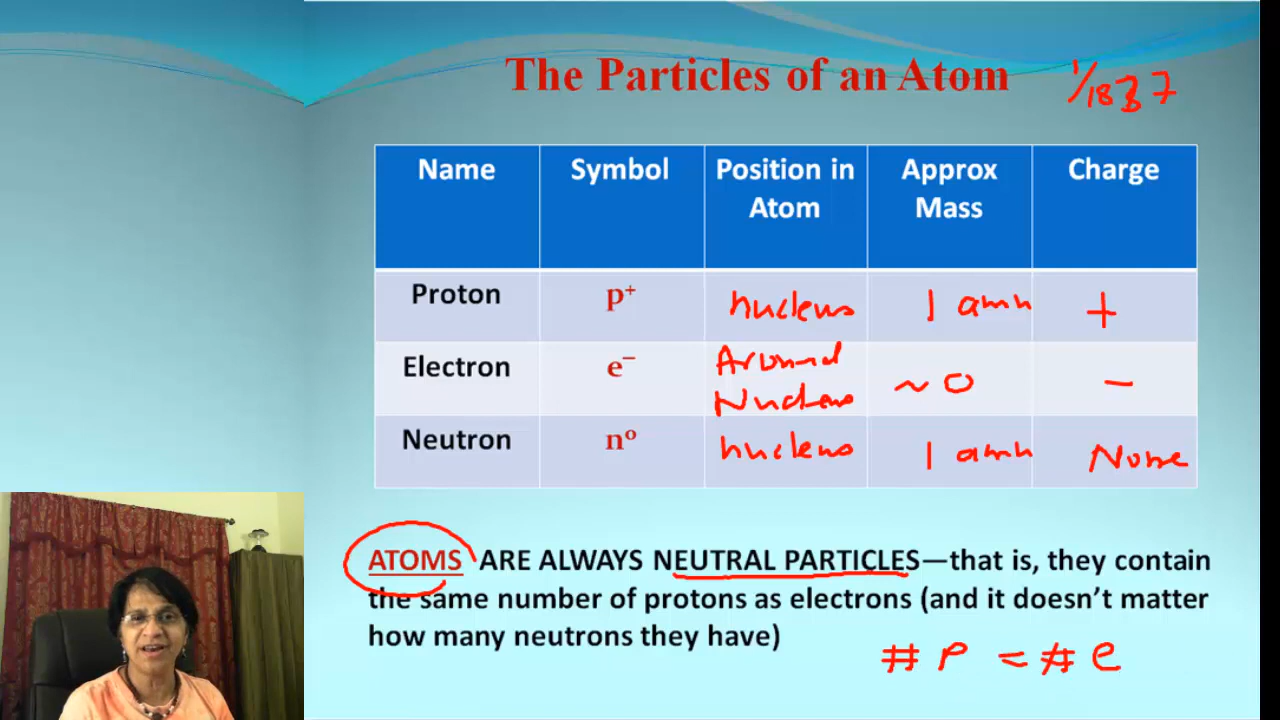 The Particles of an Atom 1/1837
Name Symbol Position in Atom Approx Mass Charge
Proton p⁺ nucleus 1 amu +
Electron e⁻ Around Nucleus ~ 0 −
Neutron nº nucleus 1 amu None
ATOMS ARE ALWAYS NEUTRAL PARTICLES—that is, they contain
the same number of protons as electrons (and it doesn't matter
how many neutrons they have)
# P = # e